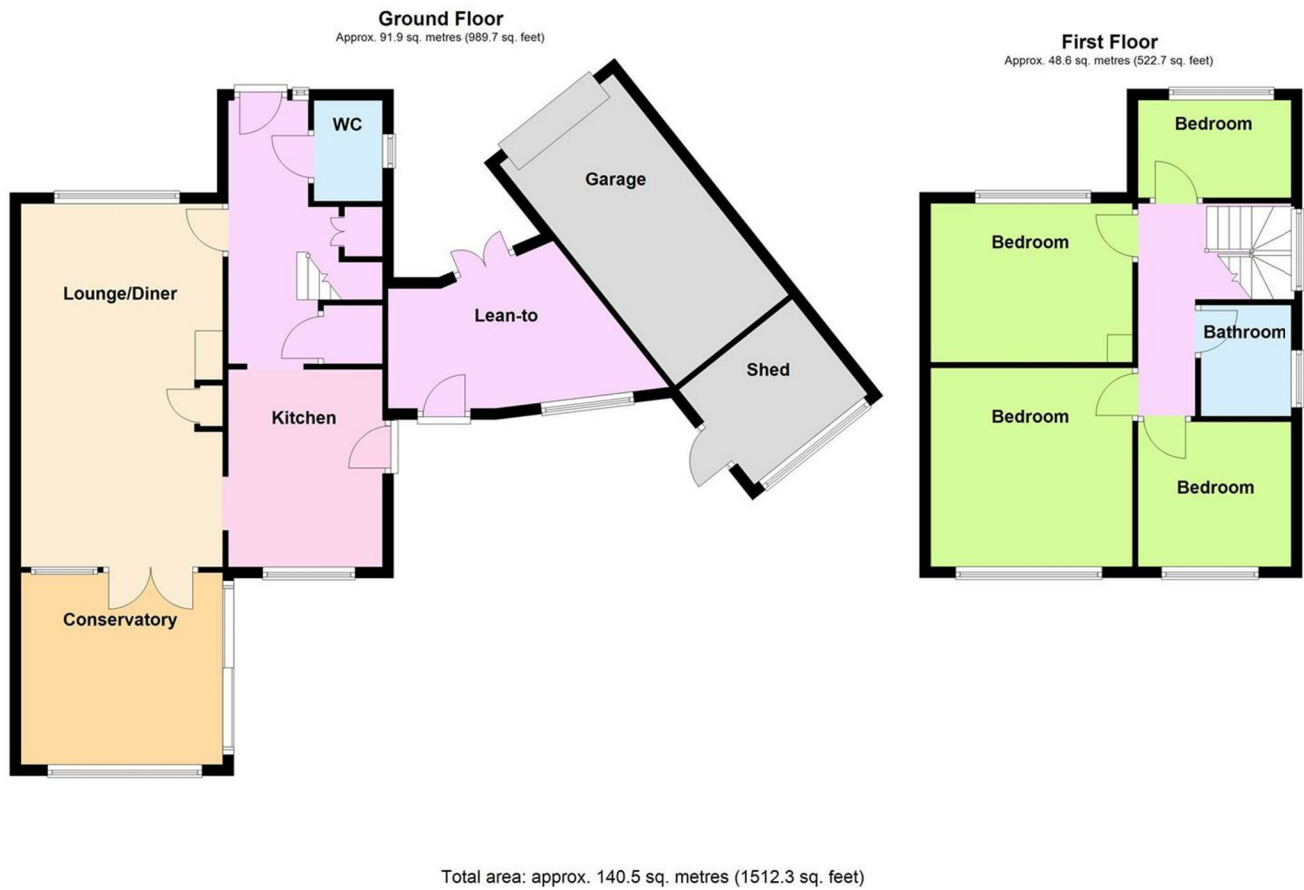 Ground Floor
Approx. 91.9 sq. metres (989.7 sq. feet)
WC
Garage
Lounge/Diner
Lean-to
Shed
Kitchen
Conservatory
First Floor
Approx. 48.6 sq. metres (522.7 sq. feet)
Bedroom
Bedroom
Bathroom
Bedroom
Bedroom
Total area: approx. 140.5 sq. metres (1512.3 sq. feet)